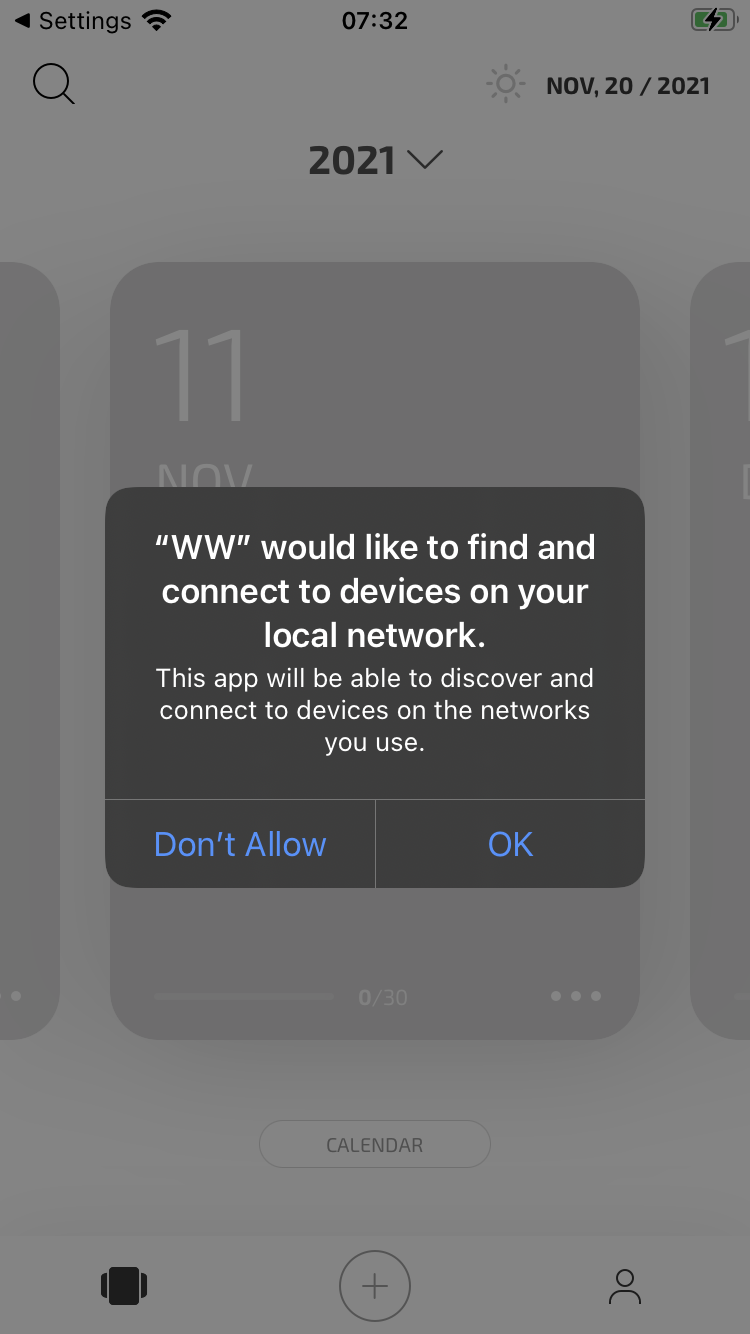 Settings
07:32
NOV, 20 / 2021
2021
11
NOV
“WW” would like to find and
connect to devices on your
local network.
This app will be able to discover and
connect to devices on the networks
you use.
Don’t Allow
OK
0/30
CALENDAR